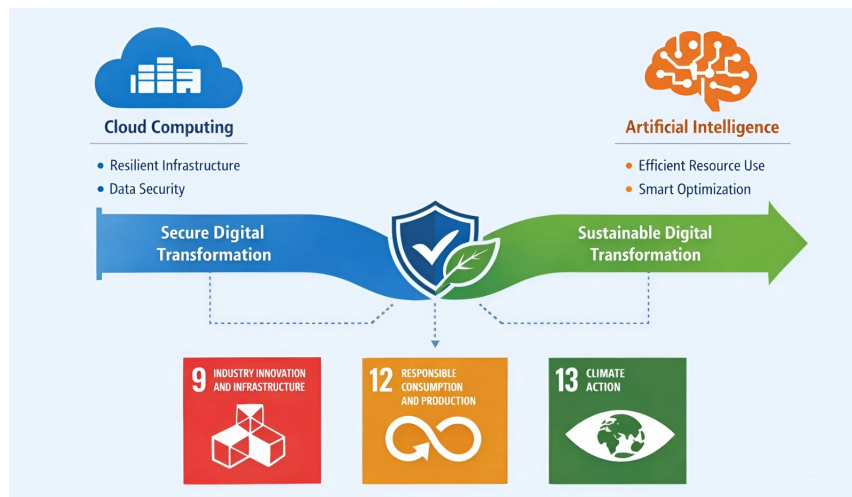 Cloud Computing
• Resilient Infrastructure
• Data Security
Artificial Intelligence
• Efficient Resource Use
• Smart Optimization
Secure Digital
Transformation
Sustainable Digital
Transformation
9 INDUSTRY INNOVATION
AND INFRASTRUCTURE
12 RESPONSIBLE
CONSUMPTION
AND PRODUCTION
13 CLIMATE
ACTION